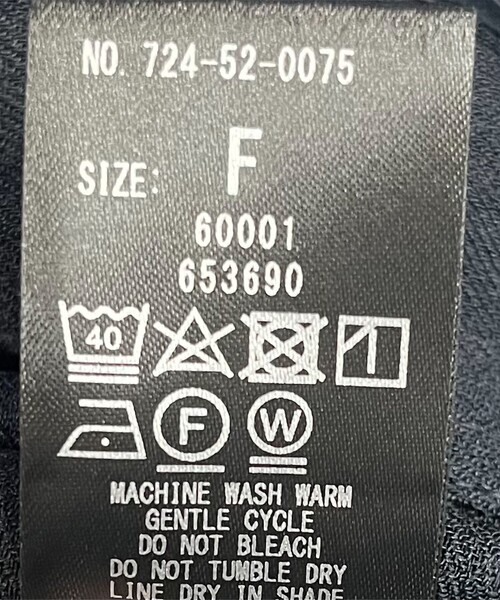 NO. 724-52-0075
SIZE: F
60001
653690
40
F W
MACHINE WASH WARM
GENTLE CYCLE
DO NOT BLEACH
DO NOT TUMBLE DRY
LINE DRY IN SHADE